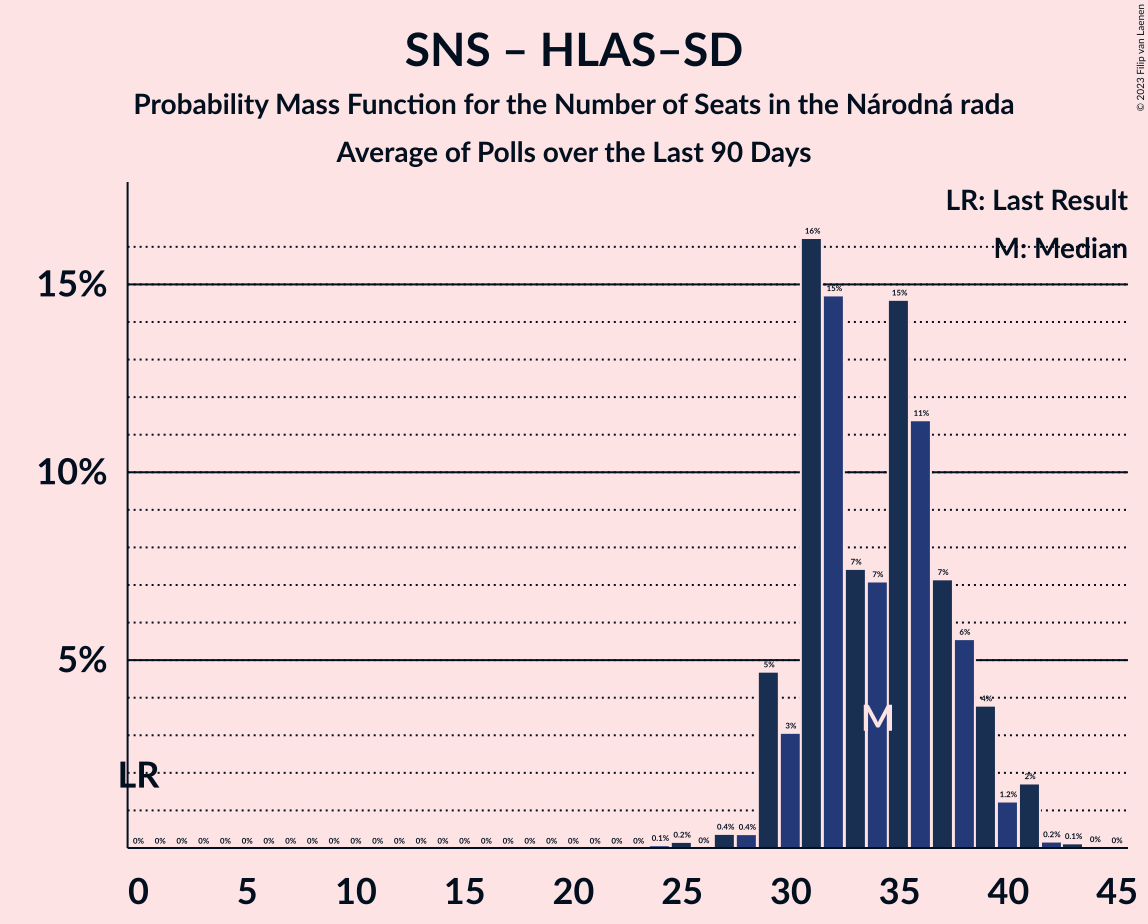 SNS – HLAS–SD
Probability Mass Function for the Number of Seats in the Národná rada
Average of Polls over the Last 90 Days
© 2023 Filip van Laenen
LR: Last Result
M: Median
15%
10%
5%
16%
15%
15%
11%
7%
7%
7%
6%
5%
4%
3%
M
LR
2%
1.2%
0% 0% 0% 0% 0% 0% 0% 0% 0% 0% 0% 0% 0% 0% 0% 0% 0% 0% 0% 0% 0% 0% 0% 0% 0.1% 0.2% 0% 0.4% 0.4% 0.2% 0.1% 0% 0%
0 5 10 15 20 25 30 35 40 45